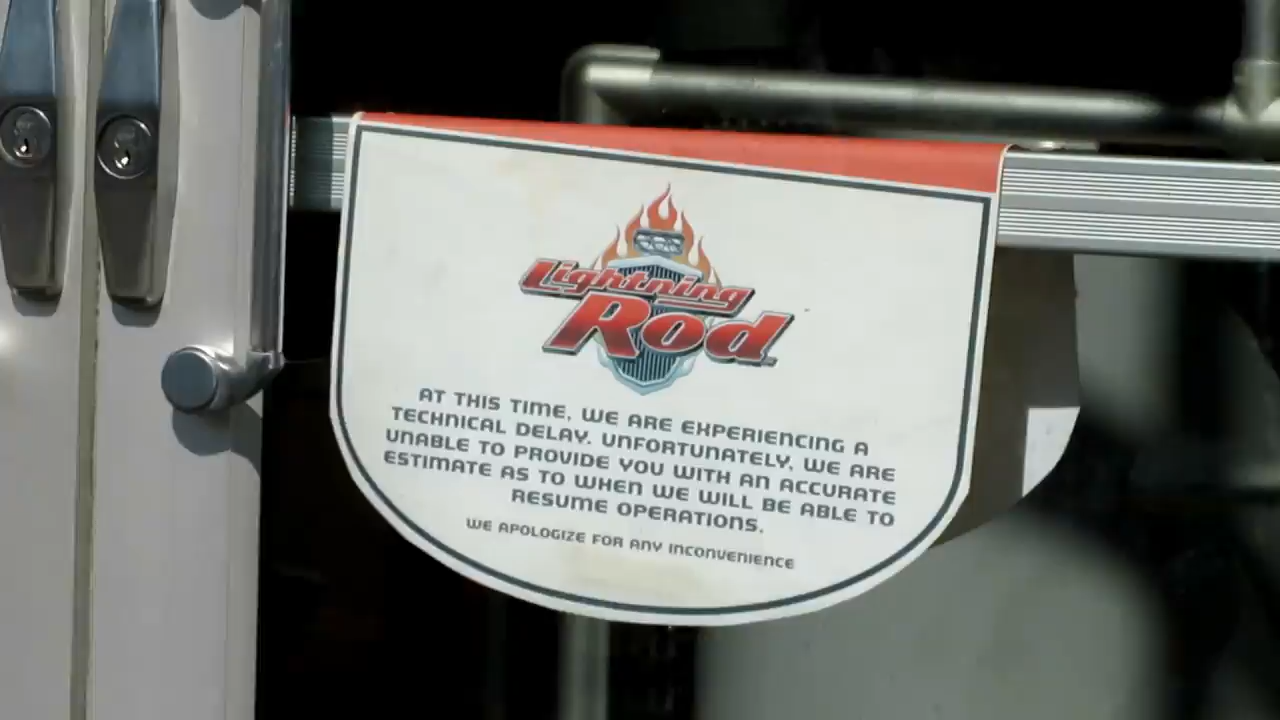 Lightning
Rod
AT THIS TIME, WE ARE EXPERIENCING A
TECHNICAL DELAY. UNFORTUNATELY, WE ARE
UNABLE TO PROVIDE YOU WITH AN ACCURATE
ESTIMATE AS TO WHEN WE WILL BE ABLE TO
RESUME OPERATIONS.
WE APOLOGIZE FOR ANY INCONVENIENCE